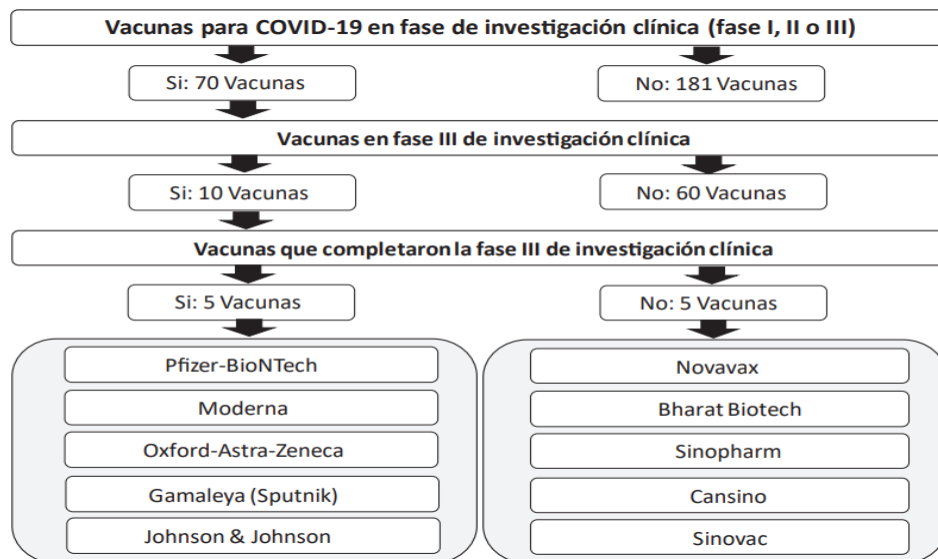 Vacunas para COVID-19 en fase de investigación clínica (fase I, II o III)
Si: 70 Vacunas
No: 181 Vacunas
Vacunas en fase III de investigación clínica
Si: 10 Vacunas
No: 60 Vacunas
Vacunas que completaron la fase III de investigación clínica
Si: 5 Vacunas
No: 5 Vacunas
Pfizer-BioNTech
Moderna
Oxford-Astra-Zeneca
Gamaleya (Sputnik)
Johnson & Johnson
Novavax
Bharat Biotech
Sinopharm
Cansino
Sinovac